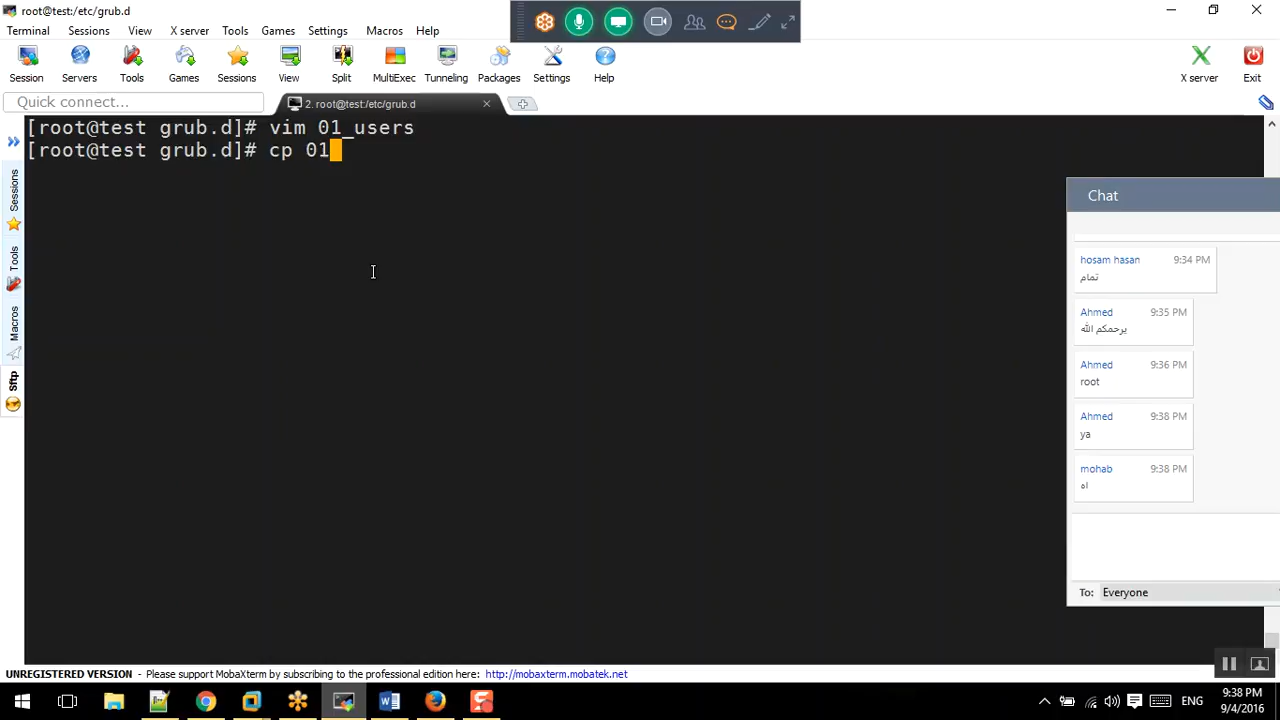 root@test:/etc/grub.d
Terminal Sessions View X server Tools Games Settings Macros Help
Session Servers Tools Games Sessions View Split MultiExec Tunneling Packages Settings Help X server Exit
Quick connect...
2. root@test:/etc/grub.d
[root@test grub.d]# vim 01_users
[root@test grub.d]# cp 01
Sessions
Tools
Macros
Sftp
Chat
hosam hasan 9:34 PM
تمام
Ahmed 9:35 PM
يرحمكم الله
Ahmed 9:36 PM
root
Ahmed 9:38 PM
ya
mohab 9:38 PM
اه
To: Everyone
UNREGISTERED VERSION - Please support MobaXterm by subscribing to the professional edition here: http://mobaxterm.mobatek.net
ENG
9:38 PM
9/4/2016